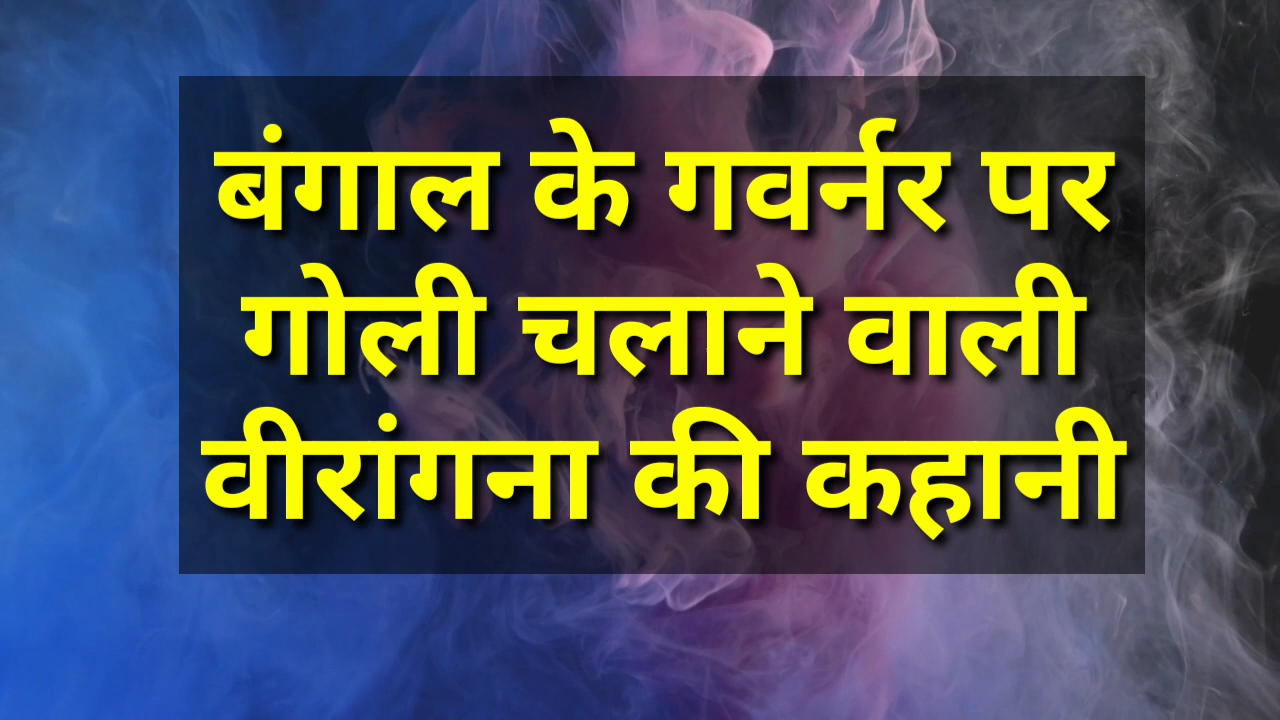 बंगाल के गवर्नर पर
गोली चलाने वाली
वीरांगना की कहानी